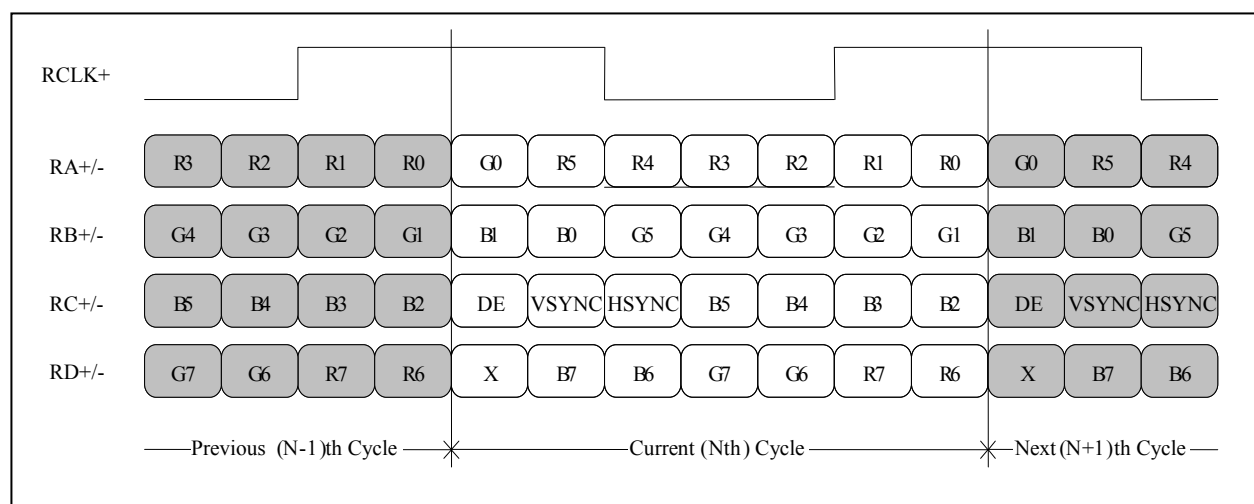 RCLK+
RA+/- R3 R2 R1 R0 G0 R5 R4 R3 R2 R1 R0 G0 R5 R4
RB+/- G4 G3 G2 G1 B1 B0 G5 G4 G3 G2 G1 B1 B0 G5
RC+/- B5 B4 B3 B2 DE VSYNC HSYNC B5 B4 B3 B2 DE VSYNC HSYNC
RD+/- G7 G6 R7 R6 X B7 B6 G7 G6 R7 R6 X B7 B6
Previous (N-1)th Cycle Current (Nth) Cycle Next (N+1)th Cycle